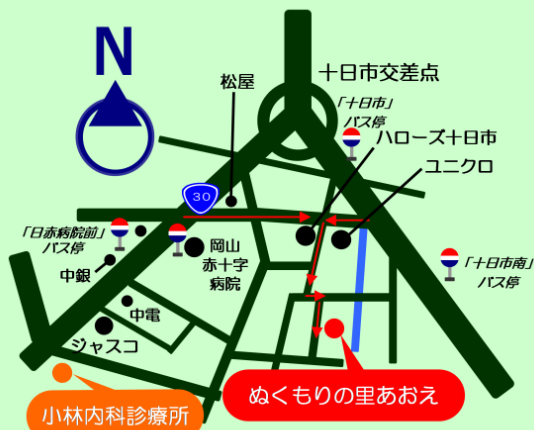 N
十日市交差点
松屋
「十日市」
バス停
ハローズ十日市
ユニクロ
30
「日赤病院前」
バス停
岡山
赤十字
病院
中銀
「十日市南」
バス停
中電
ジャスコ
ぬくもりの里あおえ
小林内科診療所